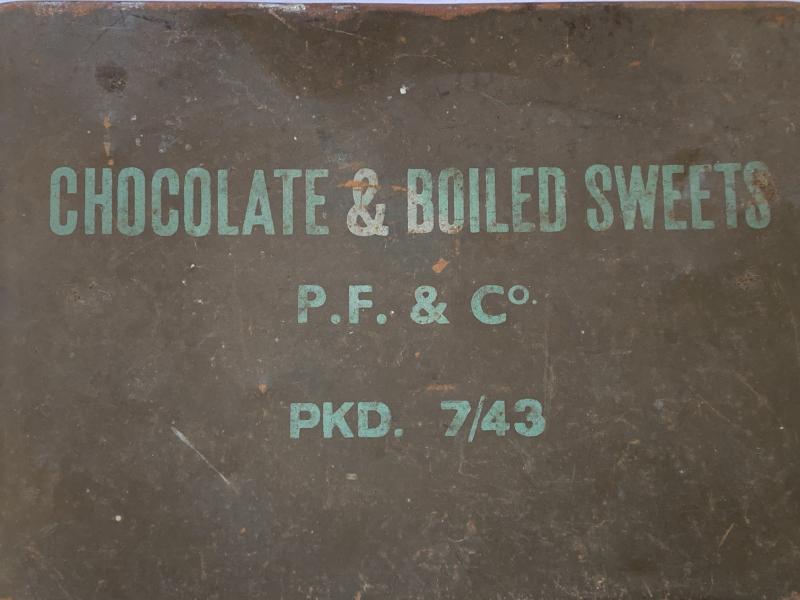 CHOCOLATE & BOILED SWEETS
P.F. & Co.
PKD. 7/43